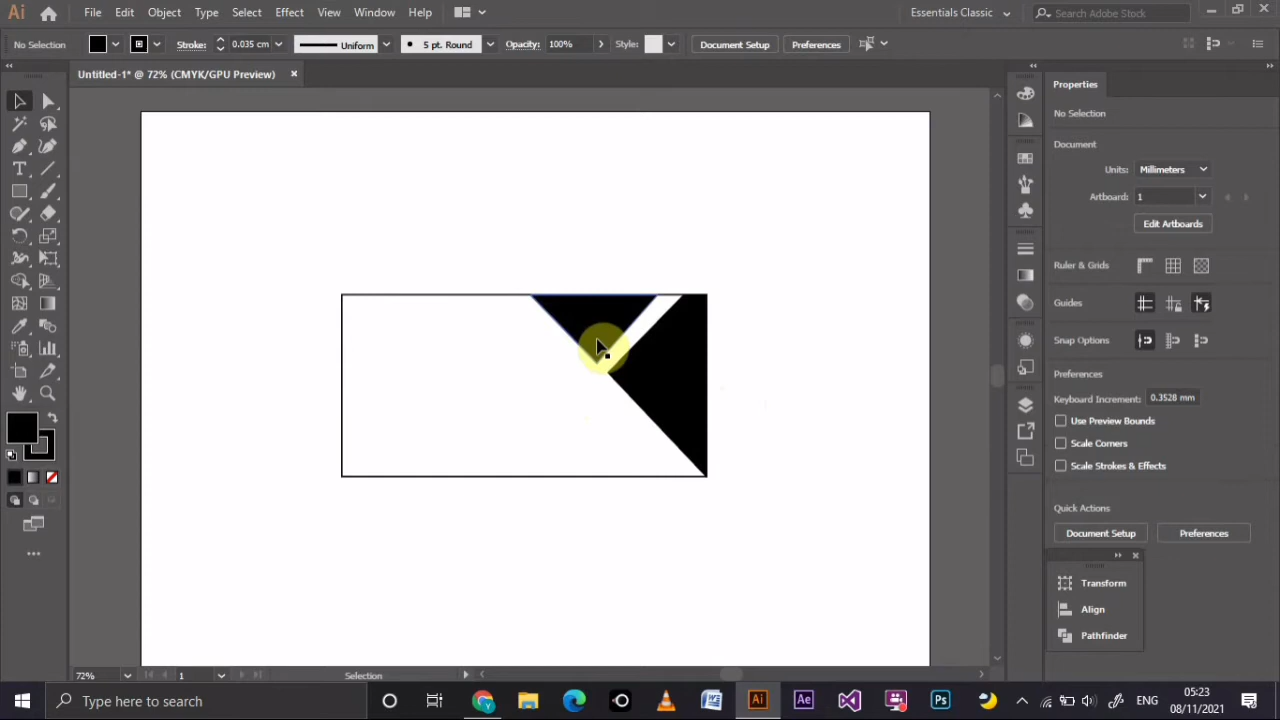 Ai File Edit Object Type Select Effect View Window Help Essentials Classic Search Adobe Stock
No Selection Stroke: 0.035 cm Uniform 5 pt. Round Opacity: 100% Style: Document Setup Preferences
Untitled-1* @ 72% (CMYK/GPU Preview)
Properties
No Selection
Document
Units: Millimeters
Artboard: 1
Edit Artboards
Ruler & Grids
Guides
Snap Options
Preferences
Keyboard Increment: 0.3528 mm
Use Preview Bounds
Scale Corners
Scale Strokes & Effects
Quick Actions
Document Setup Preferences
Transform
Align
Pathfinder
72% 1 Selection
Type here to search Ai Ae Ps ENG
05:23
08/11/2021